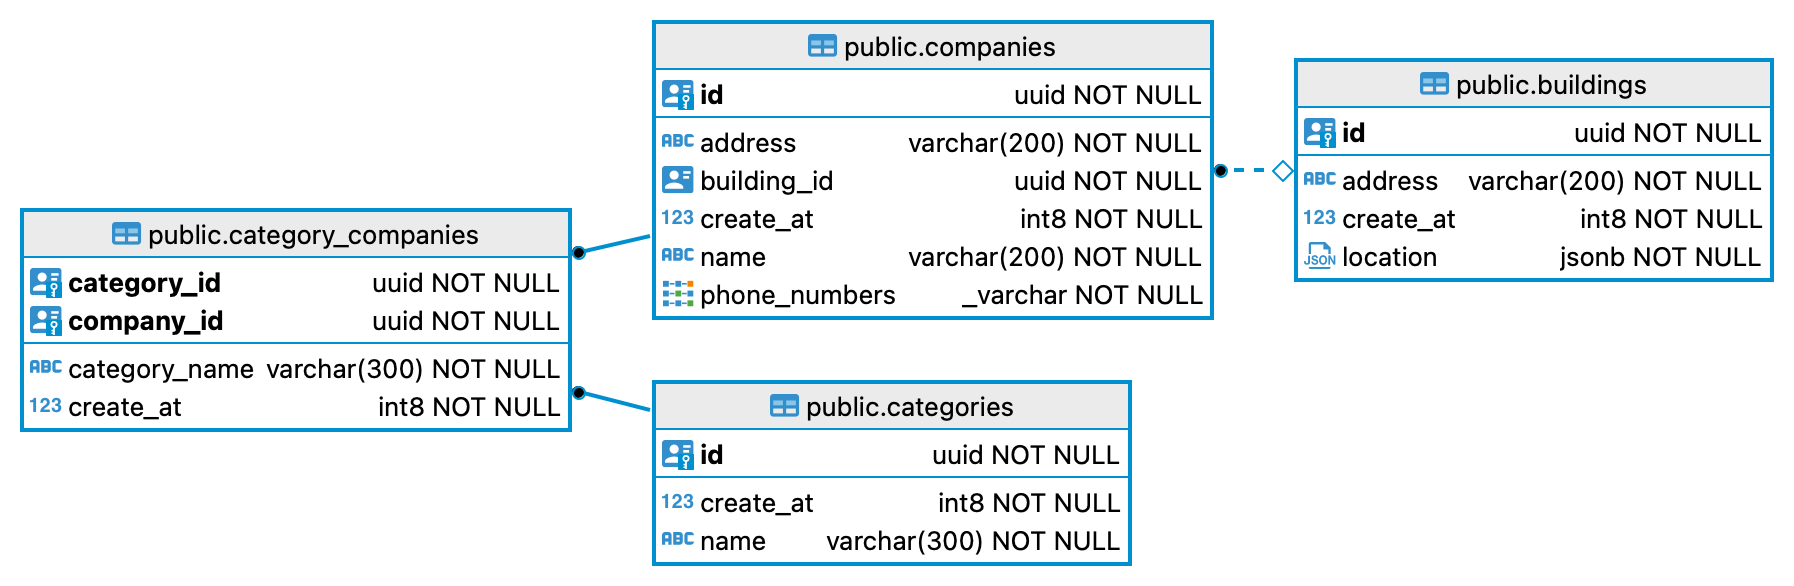 public.companies
id uuid NOT NULL
ABC address varchar(200) NOT NULL
building_id uuid NOT NULL
123 create_at int8 NOT NULL
ABC name varchar(200) NOT NULL
phone_numbers _varchar NOT NULL
public.buildings
id uuid NOT NULL
ABC address varchar(200) NOT NULL
123 create_at int8 NOT NULL
JSON location jsonb NOT NULL
public.category_companies
category_id uuid NOT NULL
company_id uuid NOT NULL
ABC category_name varchar(300) NOT NULL
123 create_at int8 NOT NULL
public.categories
id uuid NOT NULL
123 create_at int8 NOT NULL
ABC name varchar(300) NOT NULL